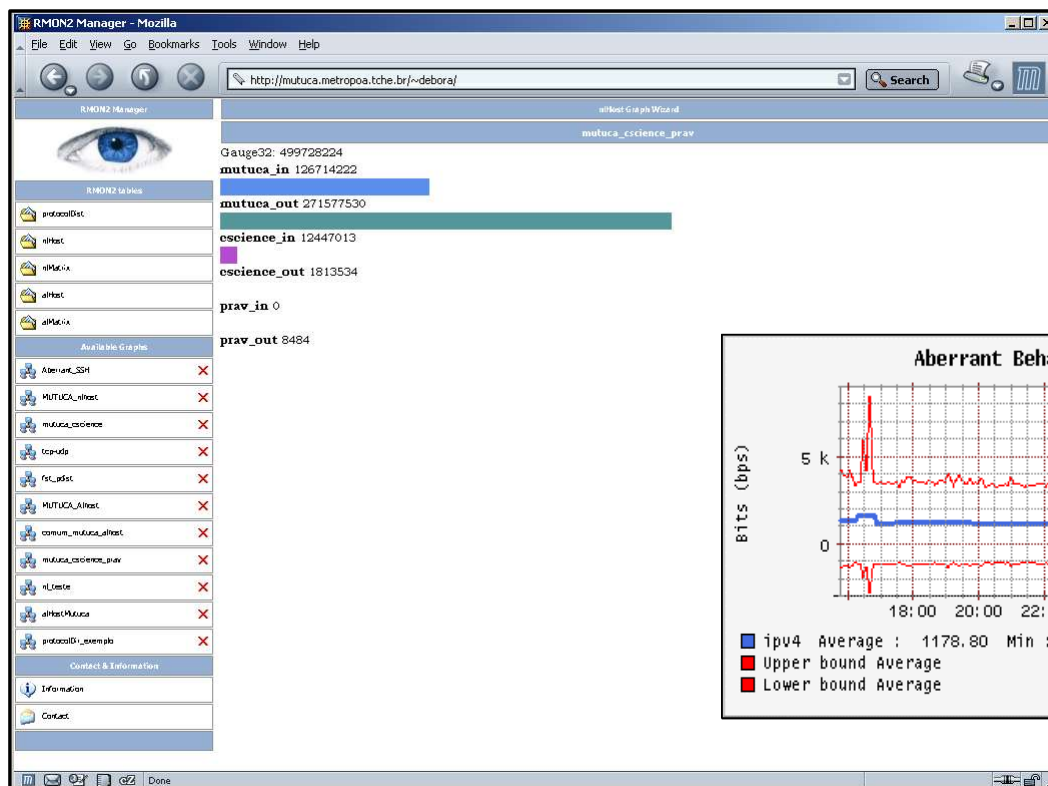 RMON2 Manager - Mozilla
File Edit View Go Bookmarks Tools Window Help
http://mutuca.metropoa.tche.br/~debora/
Search
RMON2 Manager
RMON2 tables
protocolDist
nlHost
nlMatrix
alHost
alMatrix
Available Graphs
Aberrant_SSH
MUTUCA_nlhost
mutuca_cscience
tcp-udp
fst_pdist
MUTUCA_Alhost
comum_mutuca_alhost
mutuca_cscience_prav
nl_teste
alHostMutuca
protocolDir_exemplo
Contact & Information
Information
Contact
nlHost Graph Wizard
mutuca_cscience_prav
Gauge32: 499728224
mutuca_in 126714222
mutuca_out 271577530
cscience_in 12447013
cscience_out 1813534
prav_in 0
prav_out 8484
Aberrant Beha
Bits (bps)
5 k
0
18:00 20:00 22:
ipv4 Average : 1178.80 Min :
Upper bound Average
Lower bound Average
Done